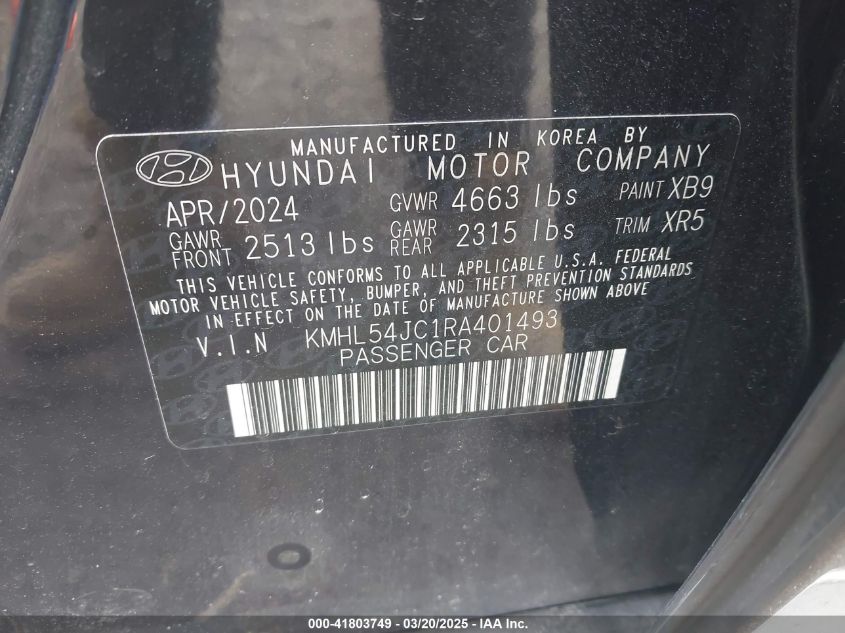 MANUFACTURED IN KOREA BY
HYUNDAI MOTOR COMPANY
APR/2024 GVWR 4663 lbs PAINT XB9
GAWR FRONT 2513 lbs GAWR REAR 2315 lbs TRIM XR5
THIS VEHICLE CONFORMS TO ALL APPLICABLE U.S.A. FEDERAL
MOTOR VEHICLE SAFETY, BUMPER, AND THEFT PREVENTION STANDARDS
IN EFFECT ON THE DATE OF MANUFACTURE SHOWN ABOVE
V.I.N KMHL54JC1RA401493
PASSENGER CAR
000-41803749 - 03/20/2025 - IAA Inc.